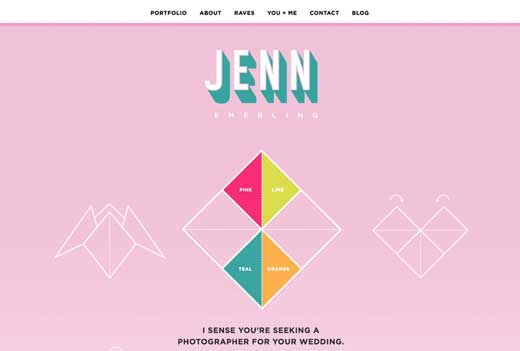 PORTFOLIO ABOUT RAVES YOU + ME CONTACT BLOG
JENN
EMERLING
PINK LIME
TEAL ORANGE
I SENSE YOU'RE SEEKING A
PHOTOGRAPHER FOR YOUR WEDDING.